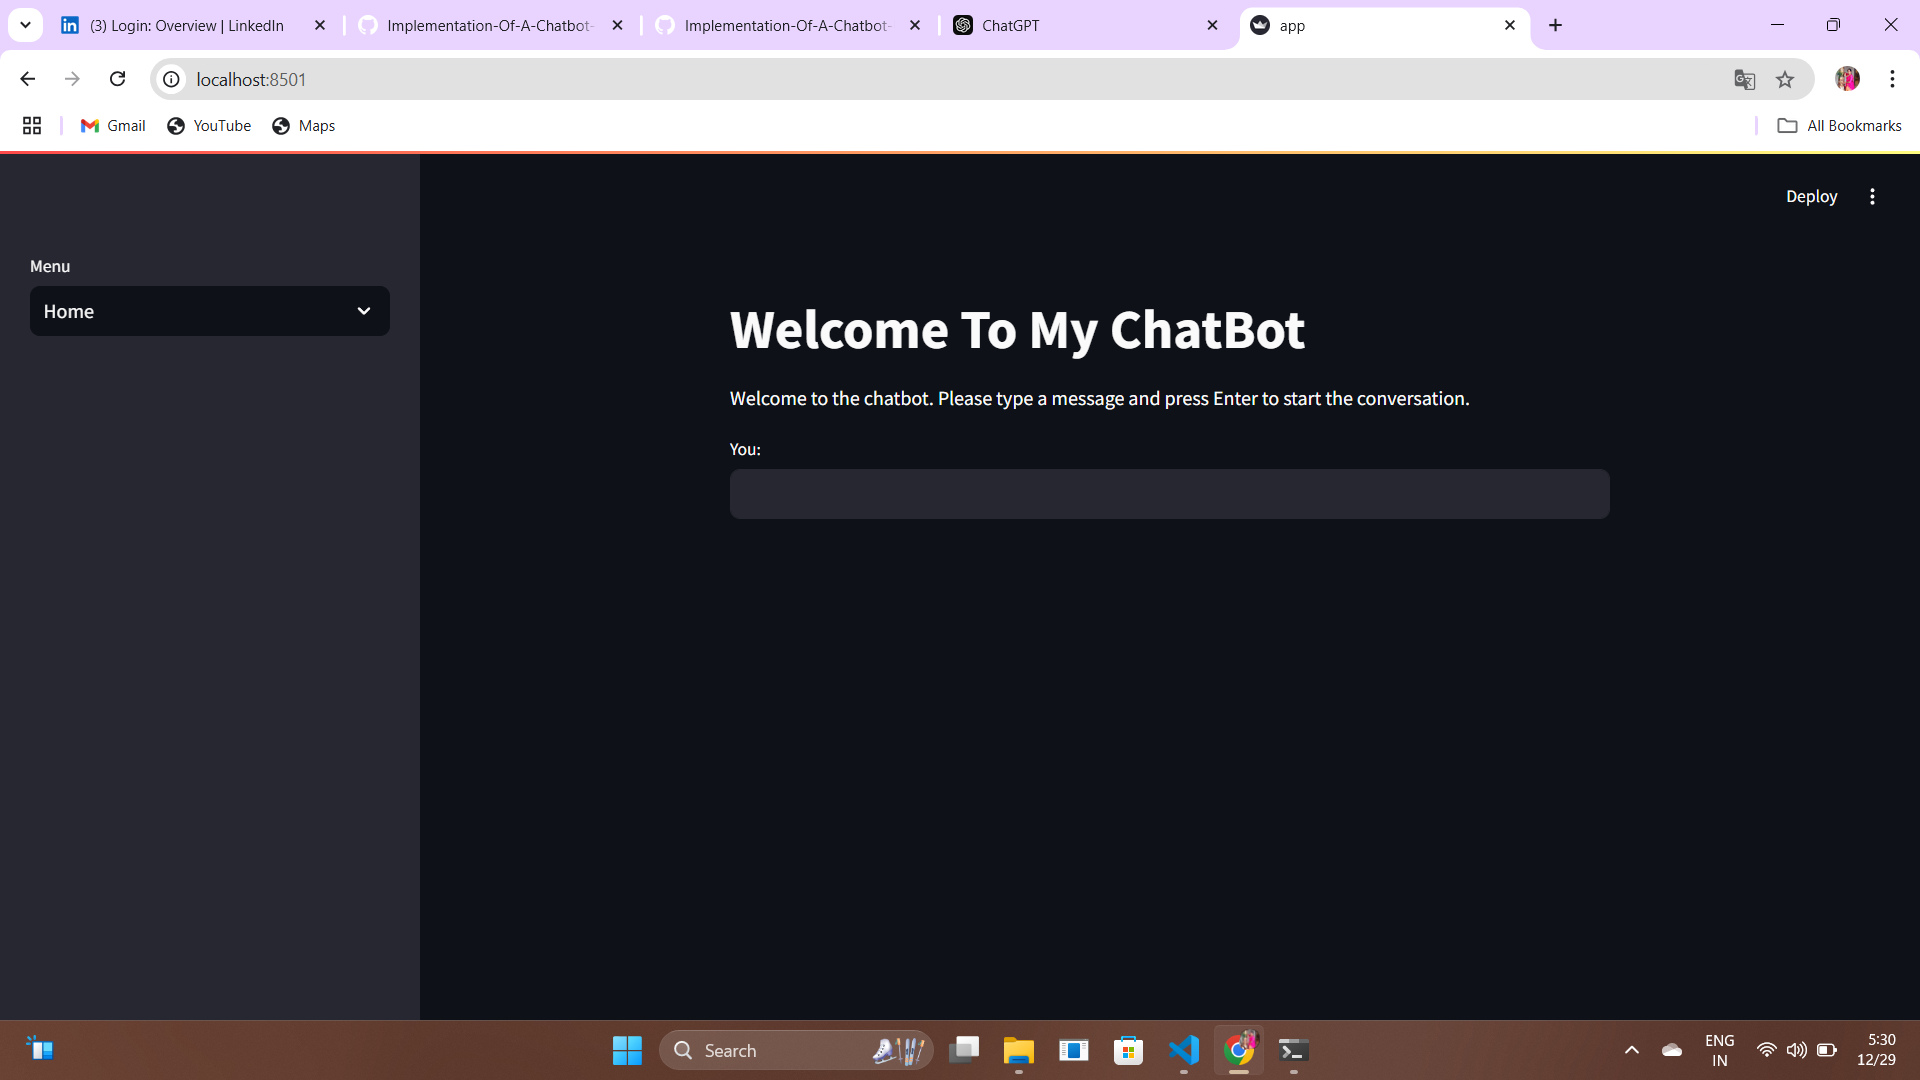 (3) Login: Overview | LinkedIn
Implementation-Of-A-Chatbot-
Implementation-Of-A-Chatbot-
ChatGPT
app
localhost:8501
Gmail
YouTube
Maps
All Bookmarks
Deploy
Menu
Home
Welcome To My ChatBot
Welcome to the chatbot. Please type a message and press Enter to start the conversation.
You:
Search
ENG
IN
5:30
12/29